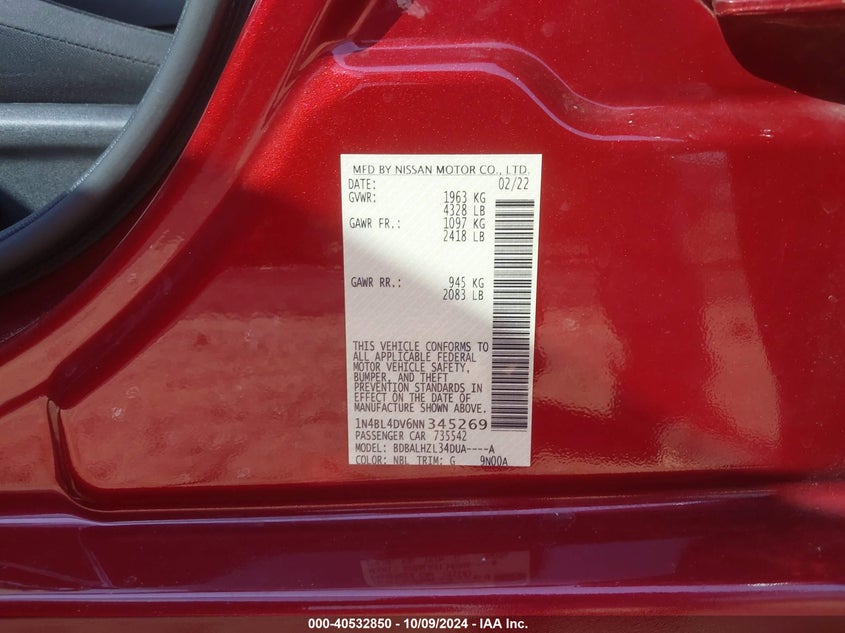 MFD BY NISSAN MOTOR CO., LTD.
DATE: 02/22
GVWR: 1963 KG
4328 LB
GAWR FR.: 1097 KG
2418 LB
GAWR RR.: 945 KG
2083 LB
THIS VEHICLE CONFORMS TO
ALL APPLICABLE FEDERAL
MOTOR VEHICLE SAFETY,
BUMPER, AND THEFT
PREVENTION STANDARDS IN
EFFECT ON THE DATE OF
MANUFACTURE SHOWN ABOVE.
1N4BL4DV6NN345269
PASSENGER CAR 735542
MODEL: BDBALHZL34DUA----A
COLOR: NBL TRIM: G 9N00A
000-40532850 - 10/09/2024 - IAA Inc.